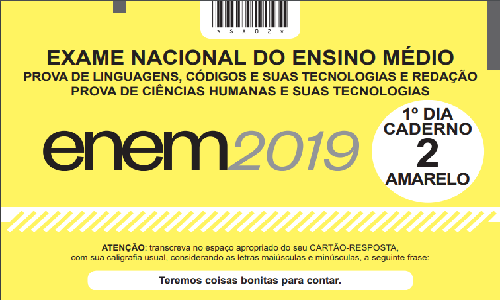 EXAME NACIONAL DO ENSINO MÉDIO
PROVA DE LINGUAGENS, CÓDIGOS E SUAS TECNOLOGIAS E REDAÇÃO
PROVA DE CIÊNCIAS HUMANAS E SUAS TECNOLOGIAS
enem2019
1º DIA
CADERNO
2
AMARELO
ATENÇÃO: transcreva no espaço apropriado do seu CARTÃO-RESPOSTA,
com sua caligrafia usual, considerando as letras maiúsculas e minúsculas, a seguinte frase:
Teremos coisas bonitas para contar.